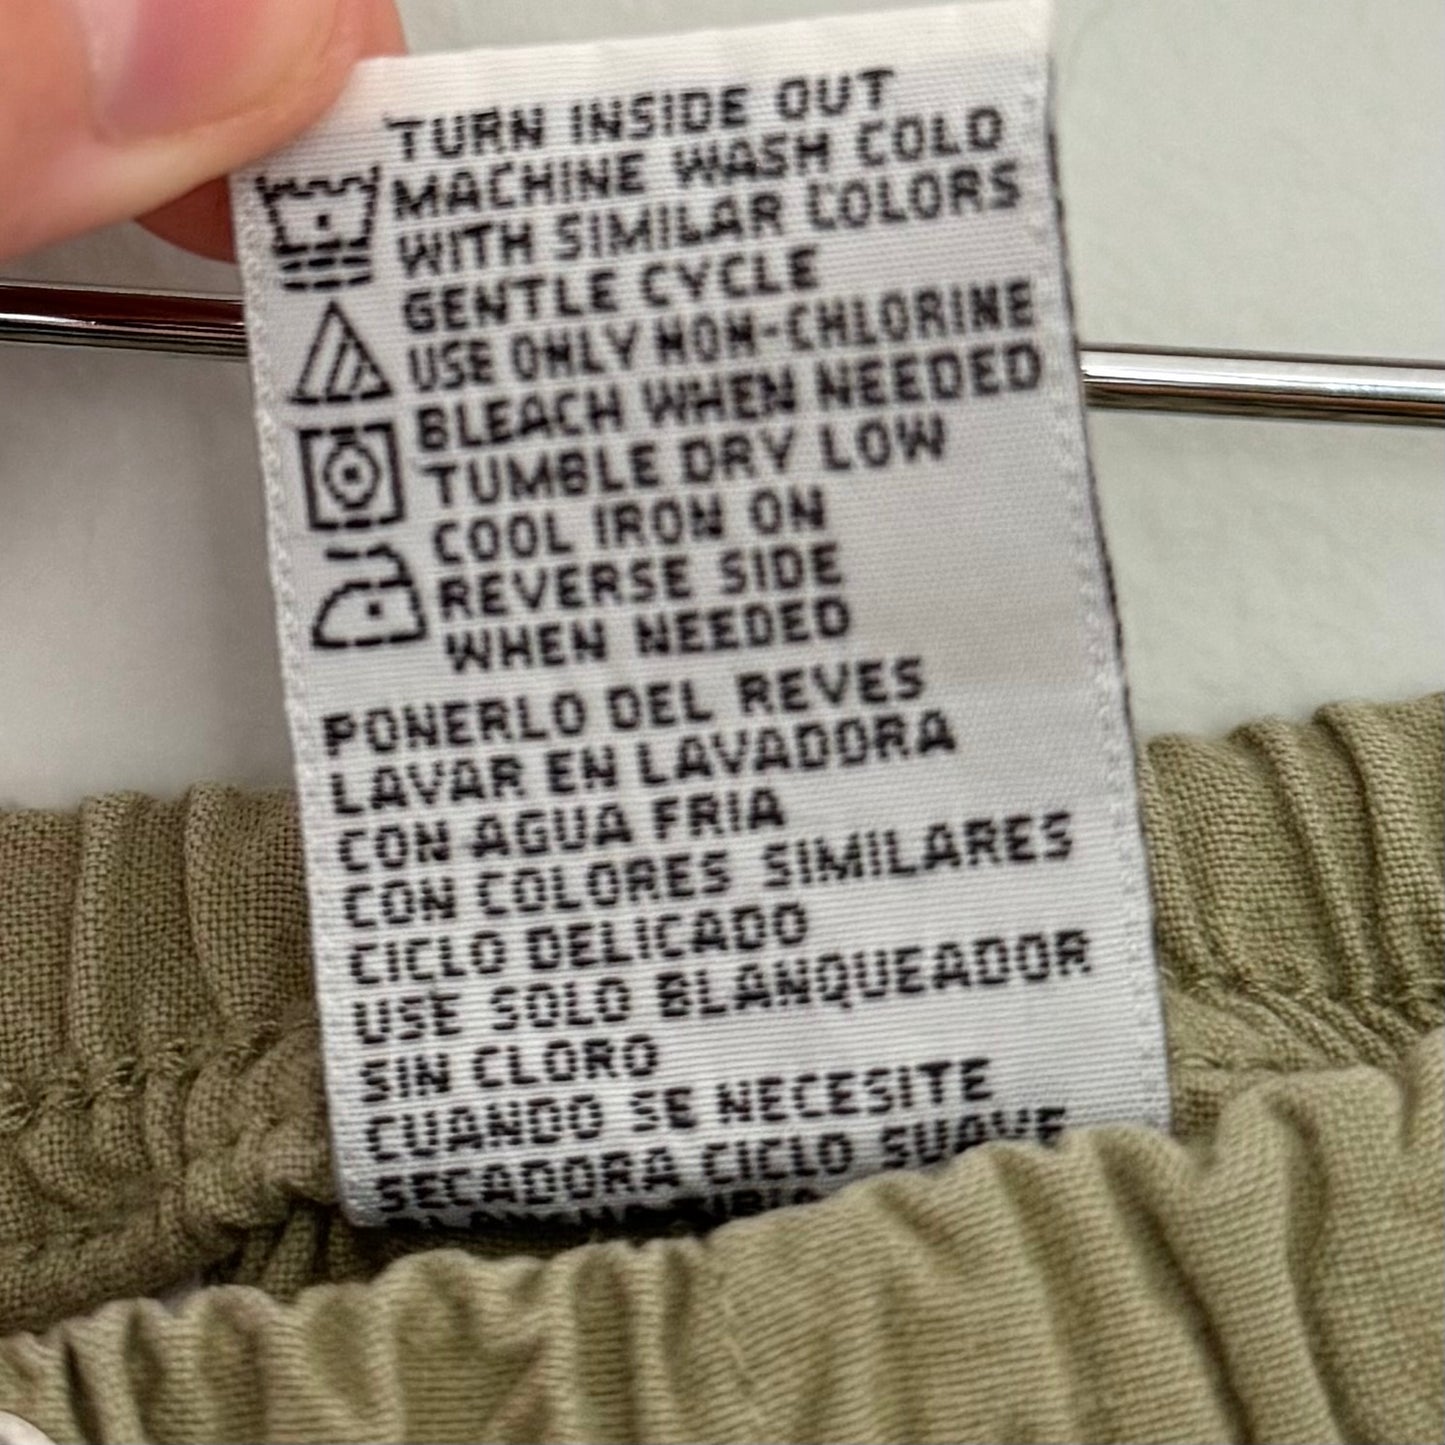 TURN INSIDE OUT
MACHINE WASH COLD
WITH SIMILAR COLORS
GENTLE CYCLE
USE ONLY NON-CHLORINE
BLEACH WHEN NEEDED
TUMBLE DRY LOW
COOL IRON ON
REVERSE SIDE
WHEN NEEDED
PONERLO DEL REVES
LAVAR EN LAVADORA
CON AGUA FRIA
CON COLORES SIMILARES
CICLO DELICADO
USE SOLO BLANQUEADOR
SIN CLORO
CUANDO SE NECESITE
SECADORA CICLO SUAVE